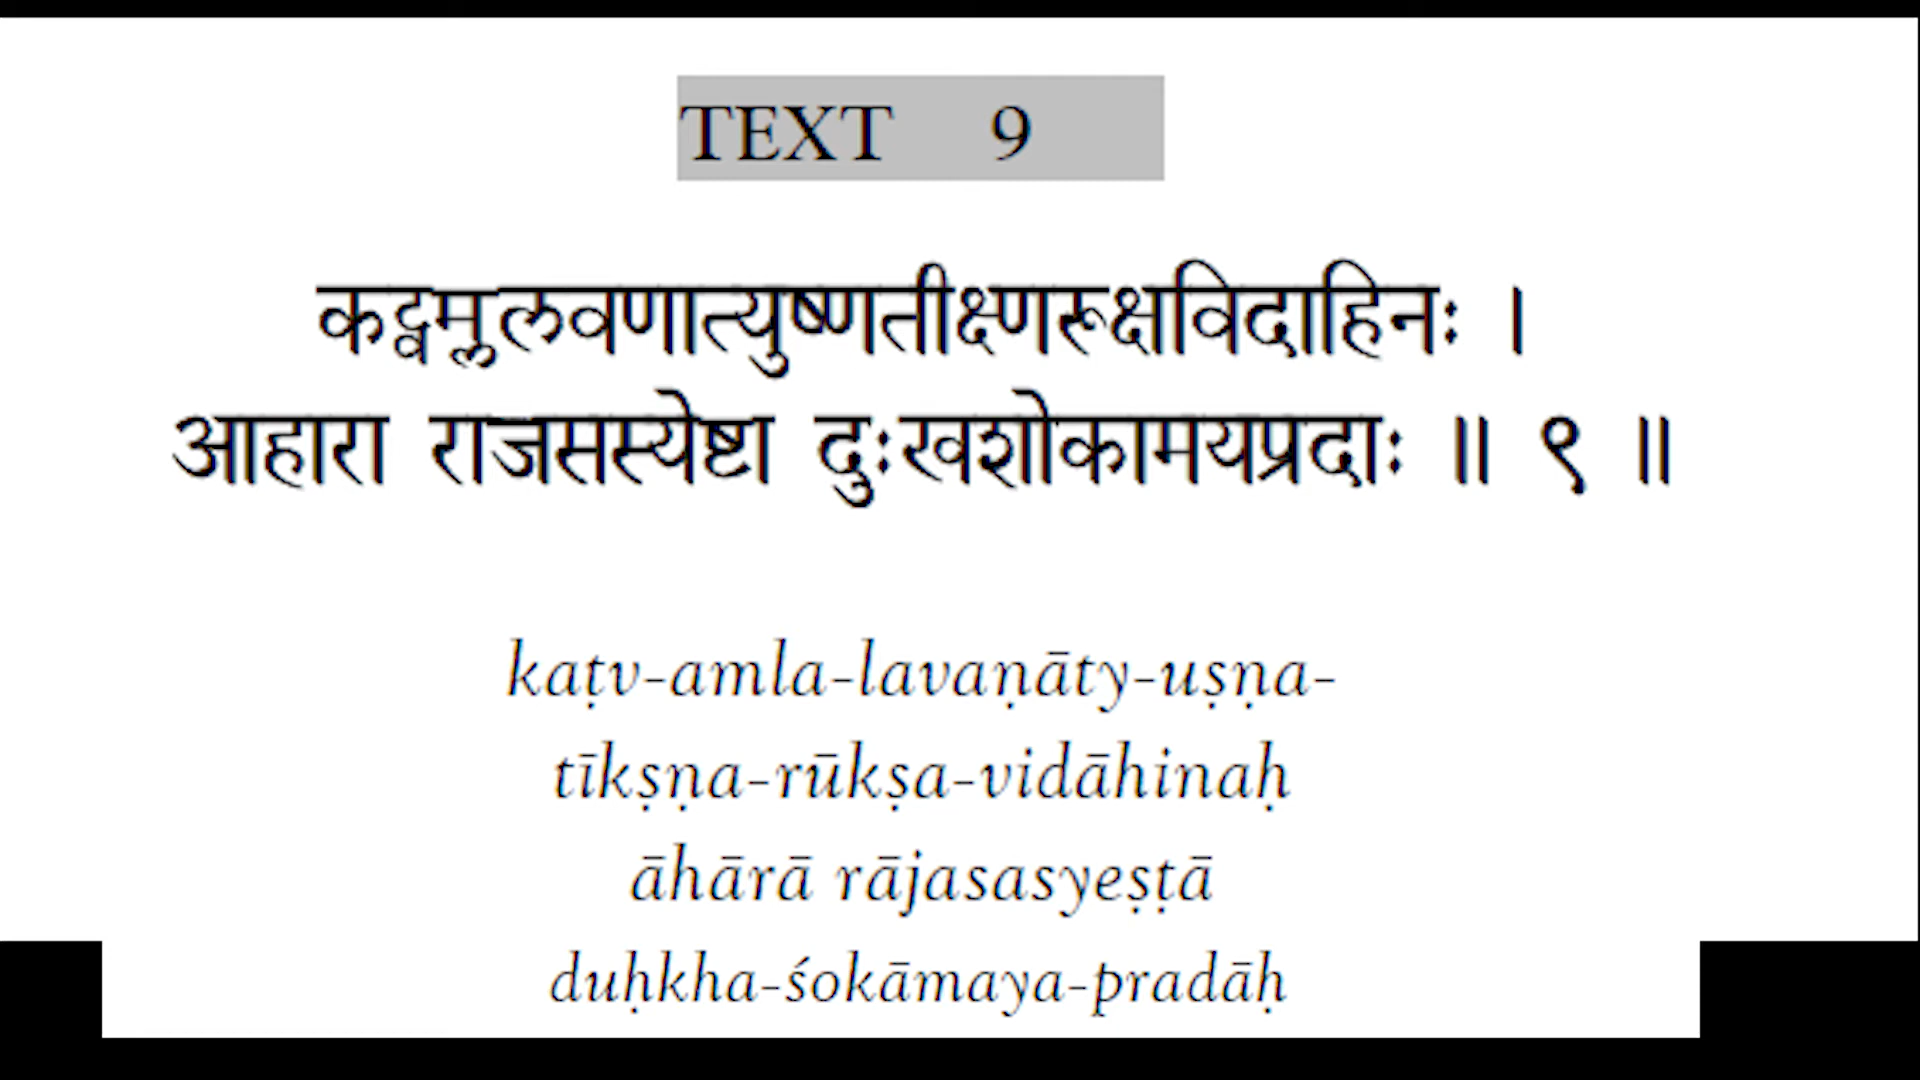 TEXT 9
कट्वम्ललवणात्युष्णतीक्ष्णरूक्षविदाहिनः ।
आहारा राजसस्येष्टा दुःखशोकामयप्रदाः ॥ ९ ॥
kaṭv-amla-lavaṇāty-uṣṇa-
tīkṣṇa-rūkṣa-vidāhinaḥ
āhārā rājasasyeṣṭā
duḥkha-śokāmaya-pradāḥ